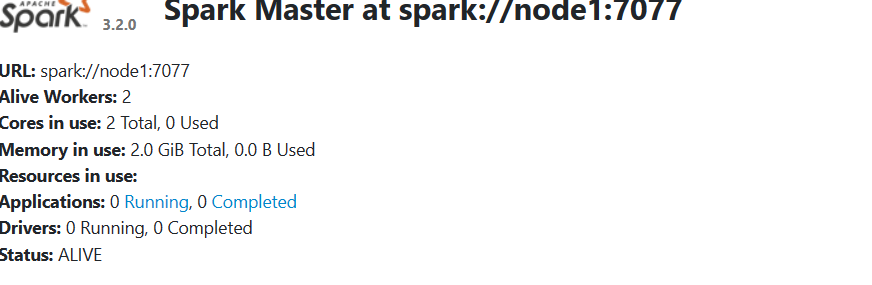 APACHE
Spark 3.2.0 Spark Master at spark://node1:7077
URL: spark://node1:7077
Alive Workers: 2
Cores in use: 2 Total, 0 Used
Memory in use: 2.0 GiB Total, 0.0 B Used
Resources in use:
Applications: 0 Running, 0 Completed
Drivers: 0 Running, 0 Completed
Status: ALIVE